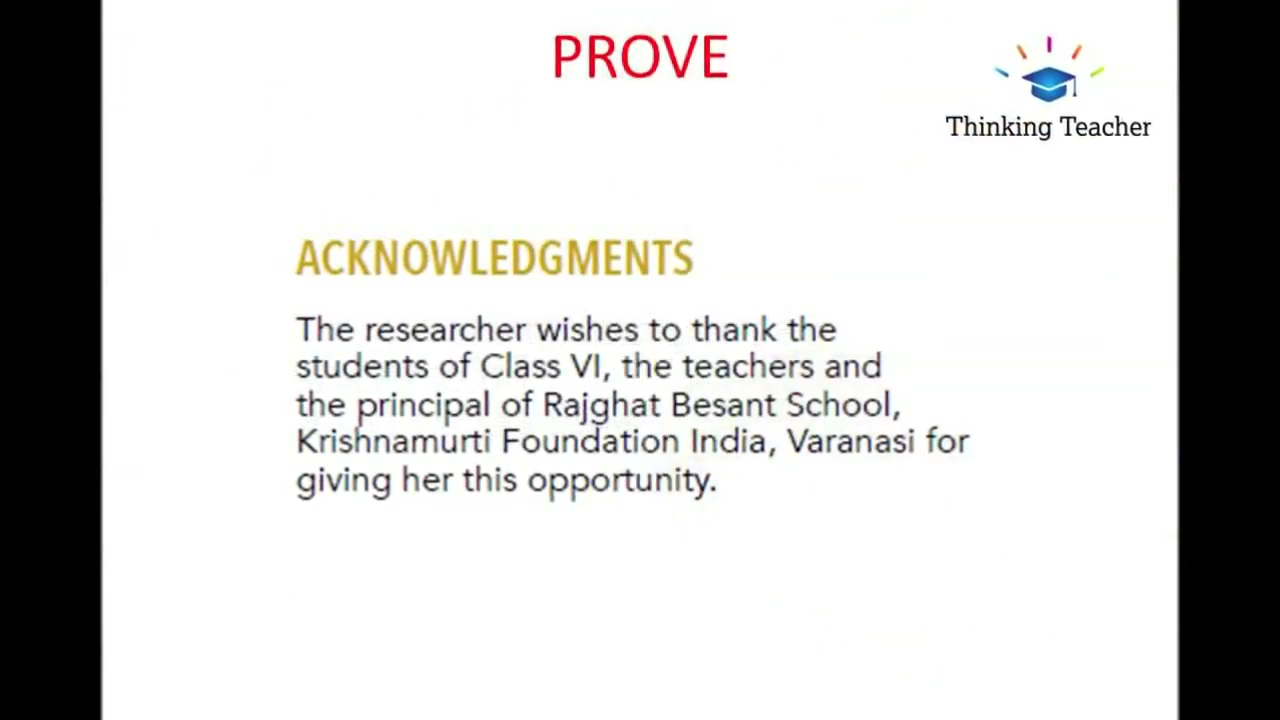 PROVE
Thinking Teacher
ACKNOWLEDGMENTS
The researcher wishes to thank the
students of Class VI, the teachers and
the principal of Rajghat Besant School,
Krishnamurti Foundation India, Varanasi for
giving her this opportunity.